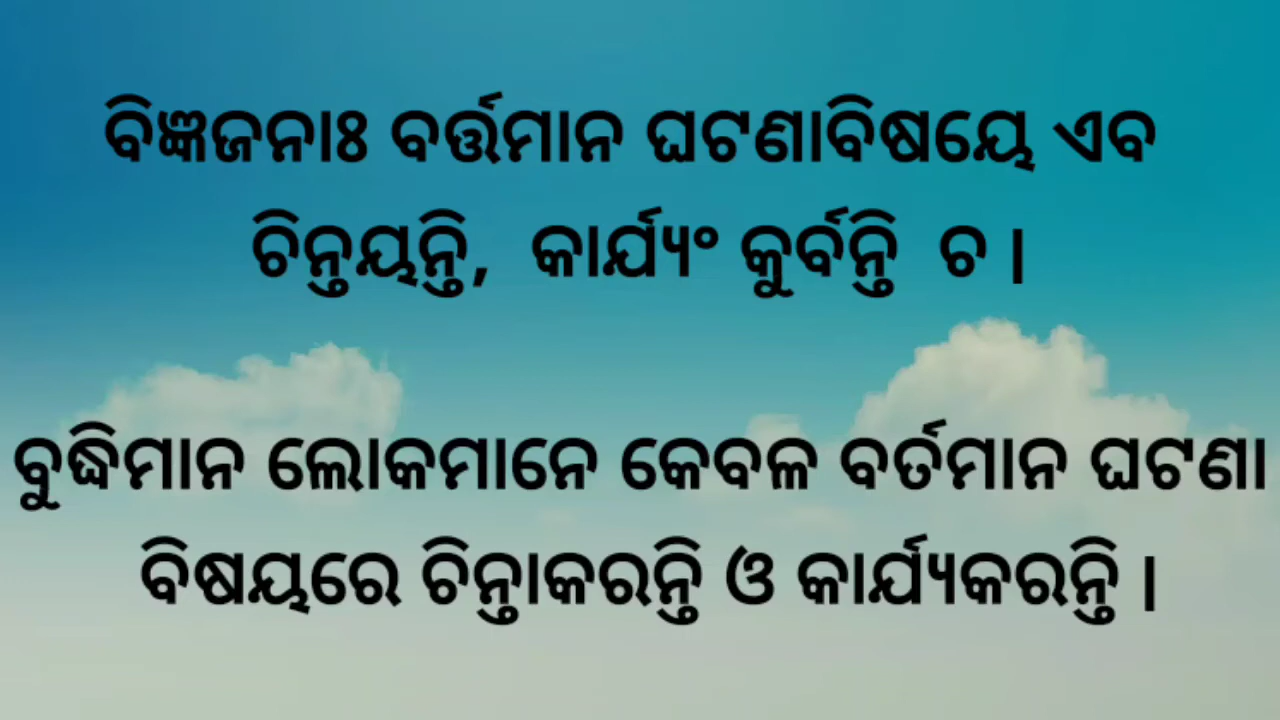 ବିଜ୍ଞଜନାଃ ବର୍ତ୍ତମାନ ଘଟଣାବିଷୟେ ଏବ
ଚିନ୍ତୟନ୍ତି, କାର୍ଯ୍ୟଂ କୁର୍ବନ୍ତି ଚ |
ବୁଦ୍ଧିମାନ ଲୋକମାନେ କେବଳ ବର୍ତମାନ ଘଟଣା
ବିଷୟରେ ଚିନ୍ତାକରନ୍ତି ଓ କାର୍ଯ୍ୟକରନ୍ତି |